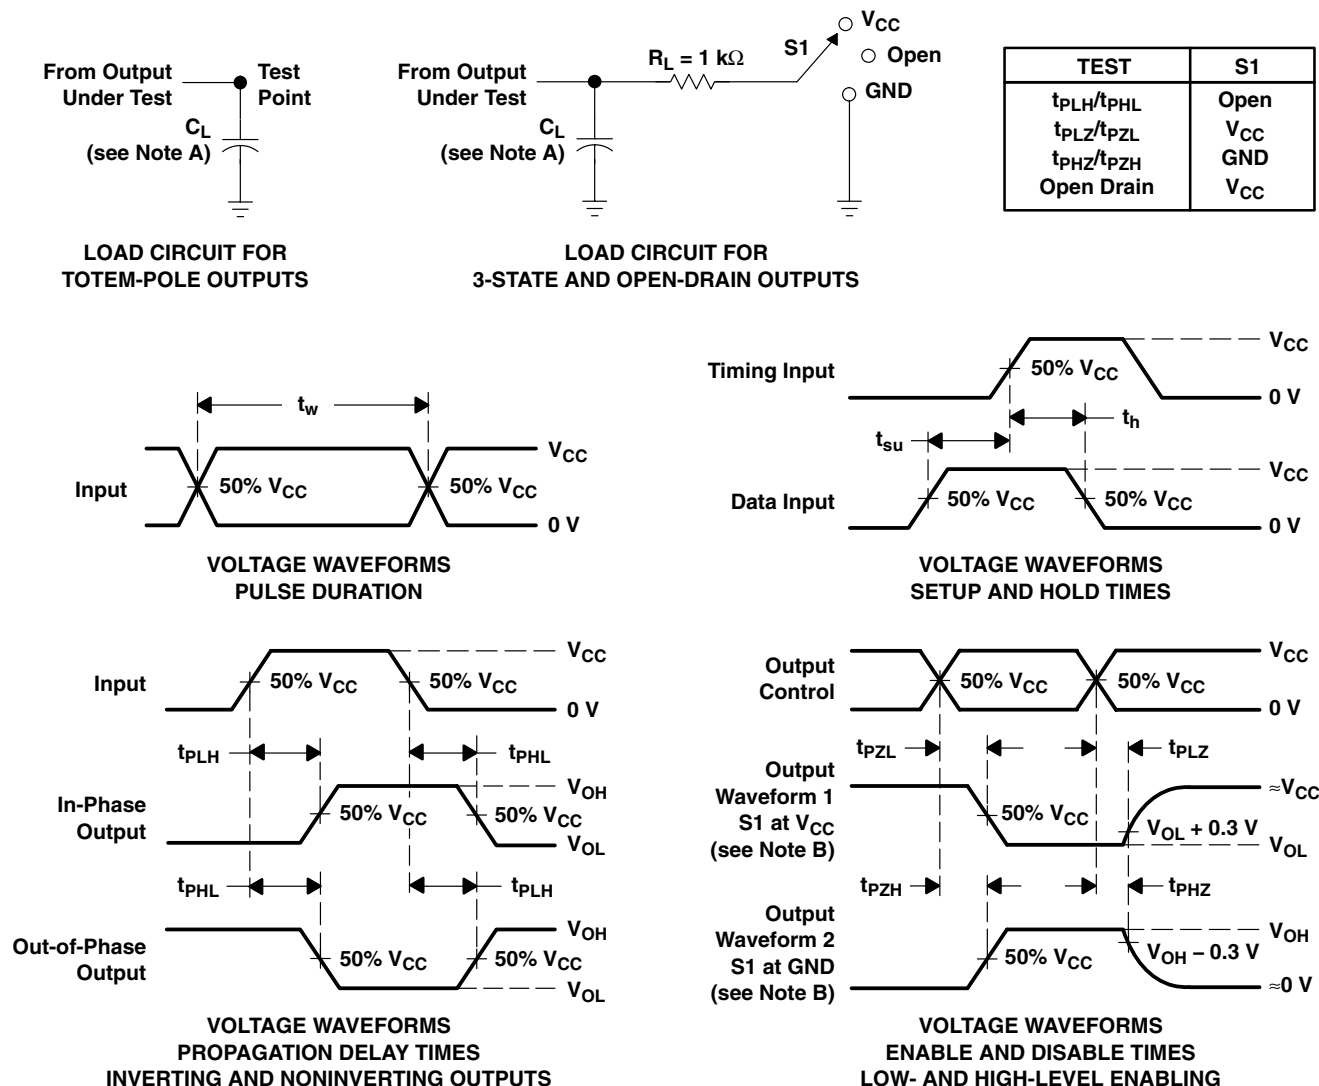 From Output
Under Test
Test
Point
C_L
(see Note A)
LOAD CIRCUIT FOR
TOTEM-POLE OUTPUTS
From Output
Under Test
R_L = 1 kΩ
S1
V_CC
Open
GND
C_L
(see Note A)
LOAD CIRCUIT FOR
3-STATE AND OPEN-DRAIN OUTPUTS
TEST S1
t_PLH/t_PHL Open
t_PLZ/t_PZL V_CC
t_PHZ/t_PZH GND
Open Drain V_CC
t_w
Input
50% V_CC
50% V_CC
V_CC
0 V
VOLTAGE WAVEFORMS
PULSE DURATION
Timing Input
50% V_CC
V_CC
0 V
t_su
t_h
Data Input
50% V_CC
50% V_CC
V_CC
0 V
VOLTAGE WAVEFORMS
SETUP AND HOLD TIMES
Input
50% V_CC
50% V_CC
V_CC
0 V
t_PLH
t_PHL
In-Phase
Output
50% V_CC
50% V_CC
V_OH
V_OL
t_PHL
t_PLH
Out-of-Phase
Output
50% V_CC
50% V_CC
V_OH
V_OL
VOLTAGE WAVEFORMS
PROPAGATION DELAY TIMES
INVERTING AND NONINVERTING OUTPUTS
Output
Control
50% V_CC
50% V_CC
V_CC
0 V
t_PZL
t_PLZ
Output
Waveform 1
S1 at V_CC
(see Note B)
50% V_CC
≈V_CC
V_OL + 0.3 V
V_OL
t_PZH
t_PHZ
Output
Waveform 2
S1 at GND
(see Note B)
50% V_CC
V_OH
V_OH − 0.3 V
≈0 V
VOLTAGE WAVEFORMS
ENABLE AND DISABLE TIMES
LOW- AND HIGH-LEVEL ENABLING